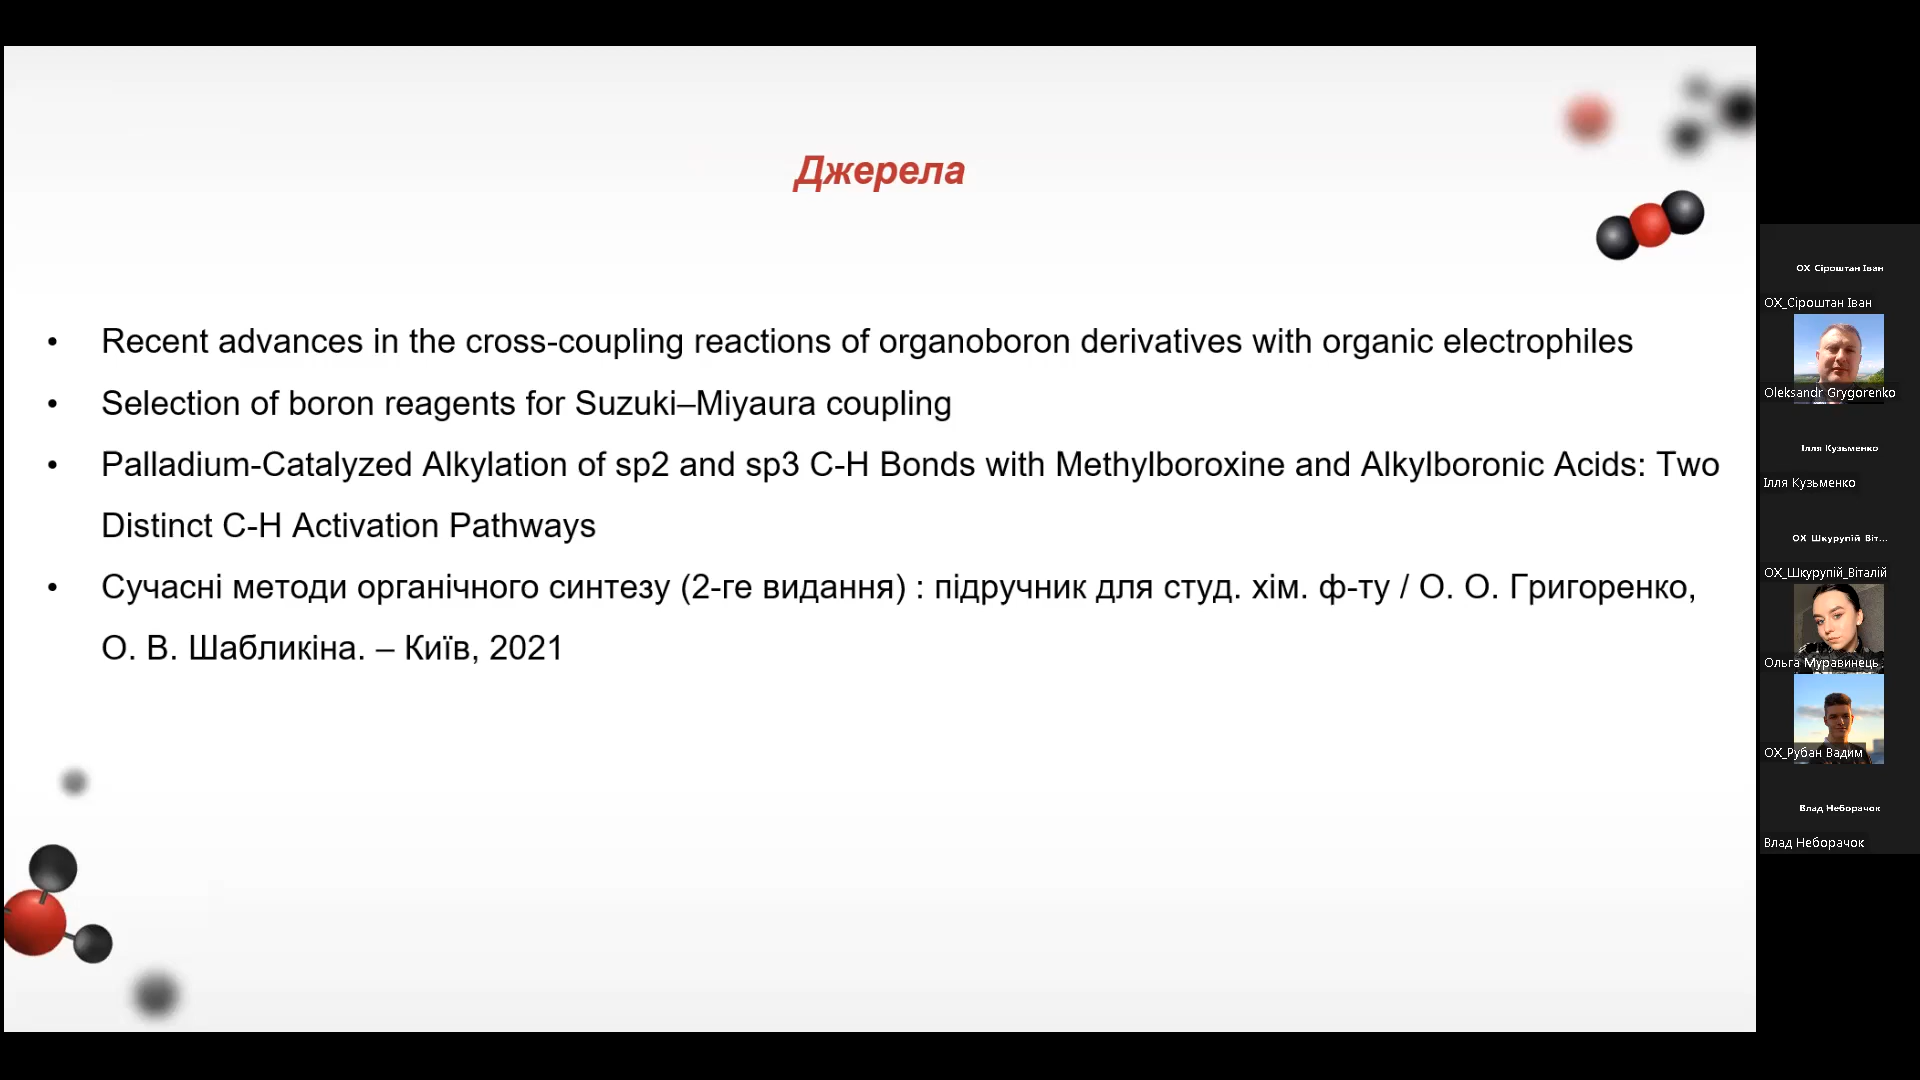 Джерела
• Recent advances in the cross-coupling reactions of organoboron derivatives with organic electrophiles
• Selection of boron reagents for Suzuki–Miyaura coupling
• Palladium-Catalyzed Alkylation of sp2 and sp3 C-H Bonds with Methylboroxine and Alkylboronic Acids: Two
Distinct C-H Activation Pathways
• Сучасні методи органічного синтезу (2-ге видання) : підручник для студ. хім. ф-ту / О. О. Григоренко,
О. В. Шабликіна. – Київ, 2021
ОХ_Сіроштан Іван
ОХ_Сіроштан Іван
Oleksandr Grygorenko
Ілля Кузьменко
Ілля Кузьменко
ОХ_Шкурупій_Віт...
ОХ_Шкурупій_Віталій
Ольга Муравинець
ОХ_Рубан Вадим
Влад Неборачок
Влад Неборачок